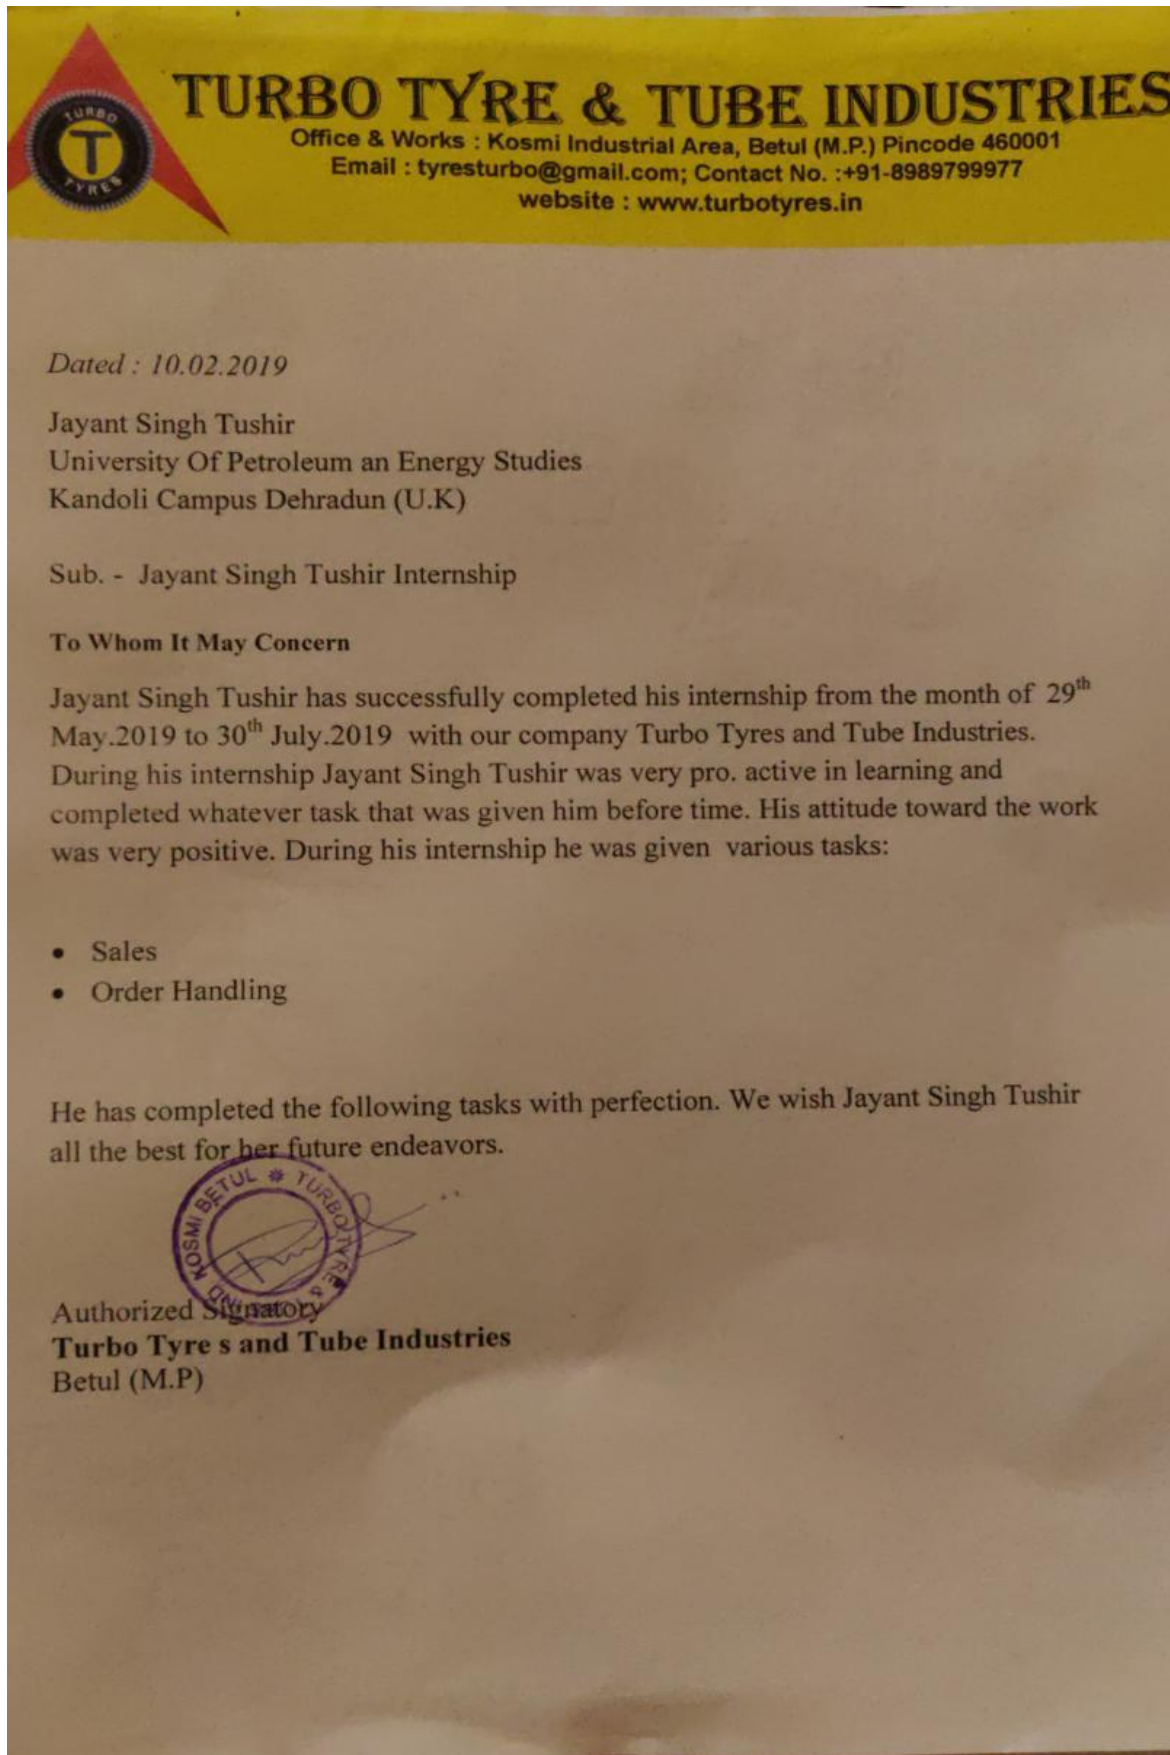 TURBO TYRE & TUBE INDUSTRIES
Office & Works : Kosmi Industrial Area, Betul (M.P.) Pincode 460001
Email : tyresturbo@gmail.com; Contact No. :+91-8989799977
website : www.turbotyres.in
TURBO
T
TYRES
Dated : 10.02.2019
Jayant Singh Tushir
University Of Petroleum an Energy Studies
Kandoli Campus Dehradun (U.K)
Sub. - Jayant Singh Tushir Internship
To Whom It May Concern
Jayant Singh Tushir has successfully completed his internship from the month of 29th
May.2019 to 30th July.2019 with our company Turbo Tyres and Tube Industries.
During his internship Jayant Singh Tushir was very pro. active in learning and
completed whatever task that was given him before time. His attitude toward the work
was very positive. During his internship he was given various tasks:
• Sales
• Order Handling
He has completed the following tasks with perfection. We wish Jayant Singh Tushir
all the best for her future endeavors.
KOSMI BETUL * TURBO TYRE &
IND
Authorized Signatory
Turbo Tyre s and Tube Industries
Betul (M.P)